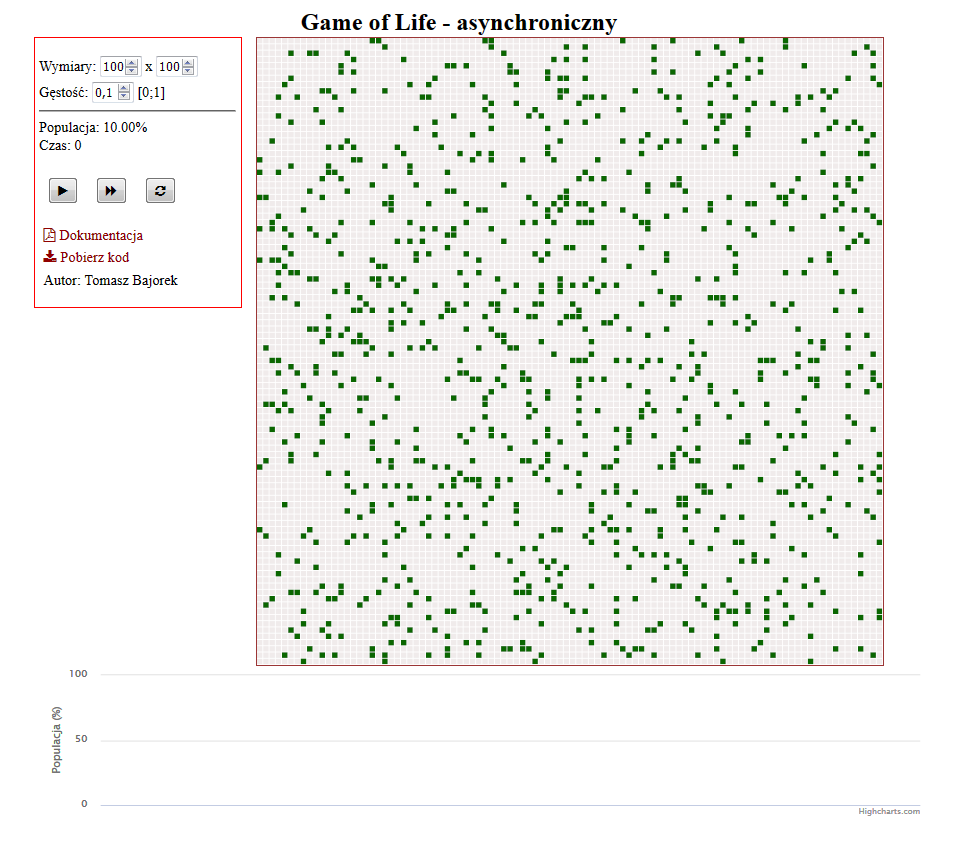 Game of Life - asynchroniczny
Wymiary: 100 x 100
Gęstość: 0,1 [0;1]
Populacja: 10.00%
Czas: 0
Dokumentacja
Pobierz kod
Autor: Tomasz Bajorek
100
50
0
Populacja (%)
Highcharts.com